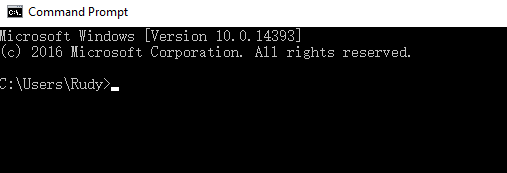 Command Prompt
Microsoft Windows [Version 10.0.14393]
(c) 2016 Microsoft Corporation. All rights reserved.
C:\Users\Rudy>